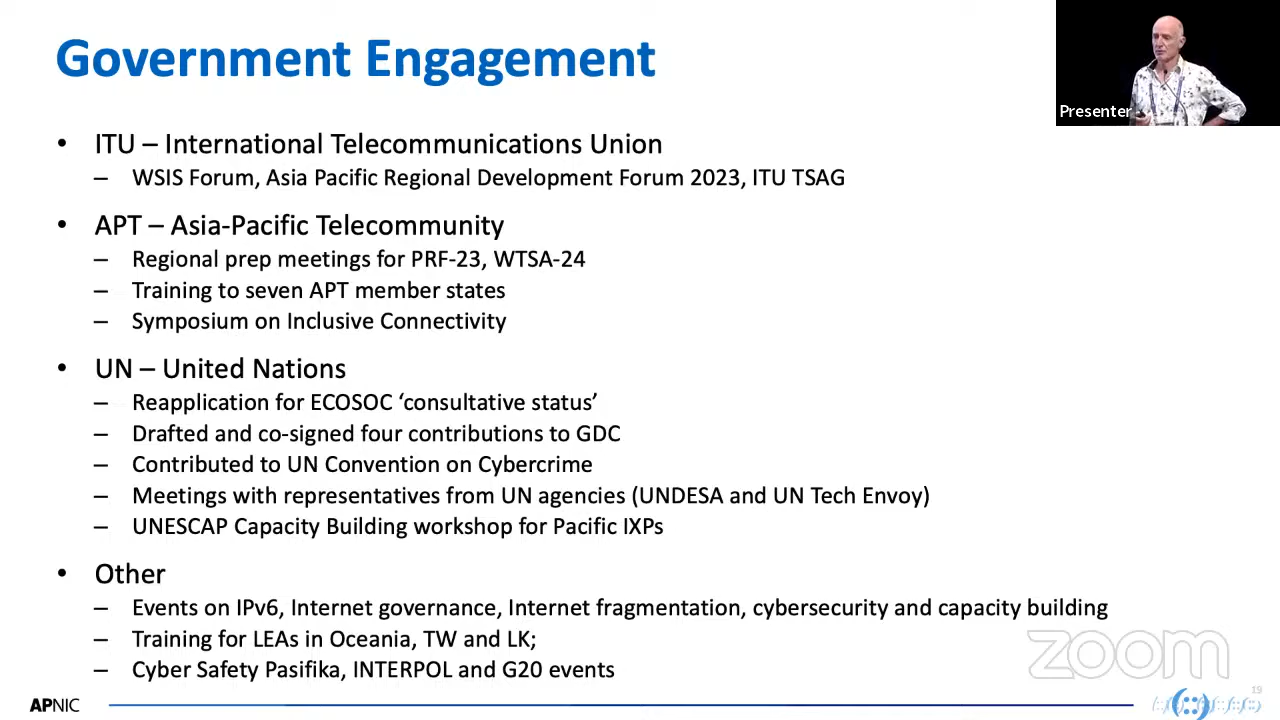 Government Engagement
Presenter
• ITU – International Telecommunications Union
– WSIS Forum, Asia Pacific Regional Development Forum 2023, ITU TSAG
• APT – Asia-Pacific Telecommunity
– Regional prep meetings for PRF-23, WTSA-24
– Training to seven APT member states
– Symposium on Inclusive Connectivity
• UN – United Nations
– Reapplication for ECOSOC ‘consultative status’
– Drafted and co-signed four contributions to GDC
– Contributed to UN Convention on Cybercrime
– Meetings with representatives from UN agencies (UNDESA and UN Tech Envoy)
– UNESCAP Capacity Building workshop for Pacific IXPs
• Other
– Events on IPv6, Internet governance, Internet fragmentation, cybersecurity and capacity building
– Training for LEAs in Oceania, TW and LK;
– Cyber Safety Pasifika, INTERPOL and G20 events
zoom
19
APNIC